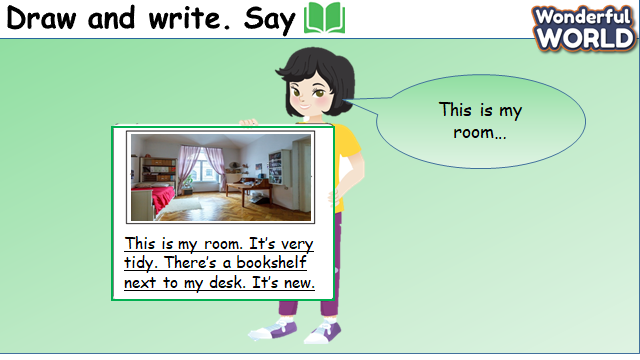 Draw and write. Say
Wonderful
WORLD
This is my
room...
This is my room. It's very
tidy. There's a bookshelf
next to my desk. It's new.